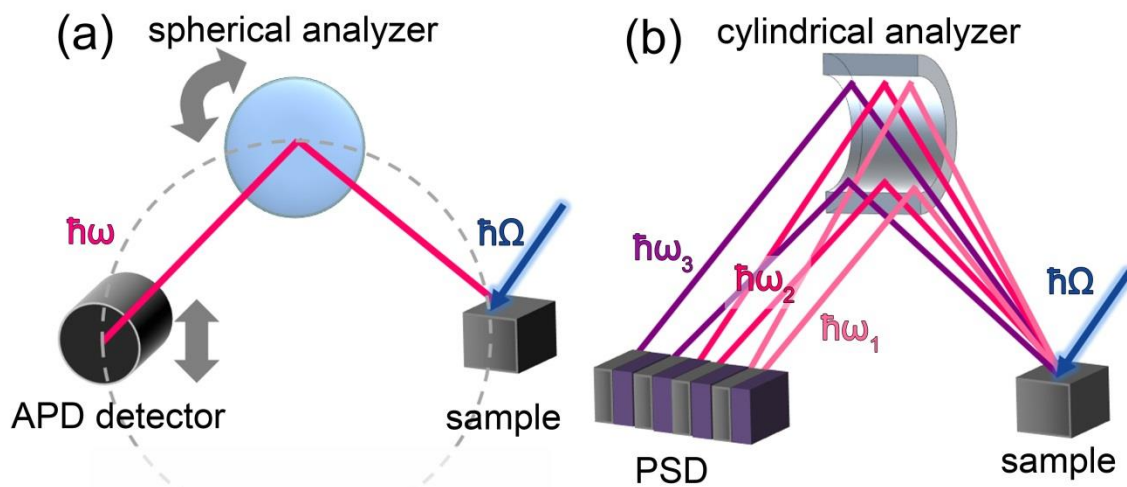 (a)
spherical analyzer
ħω
ħΩ
APD detector
sample
(b)
cylindrical analyzer
ħω₃
ħω₂
ħω₁
ħΩ
PSD
sample